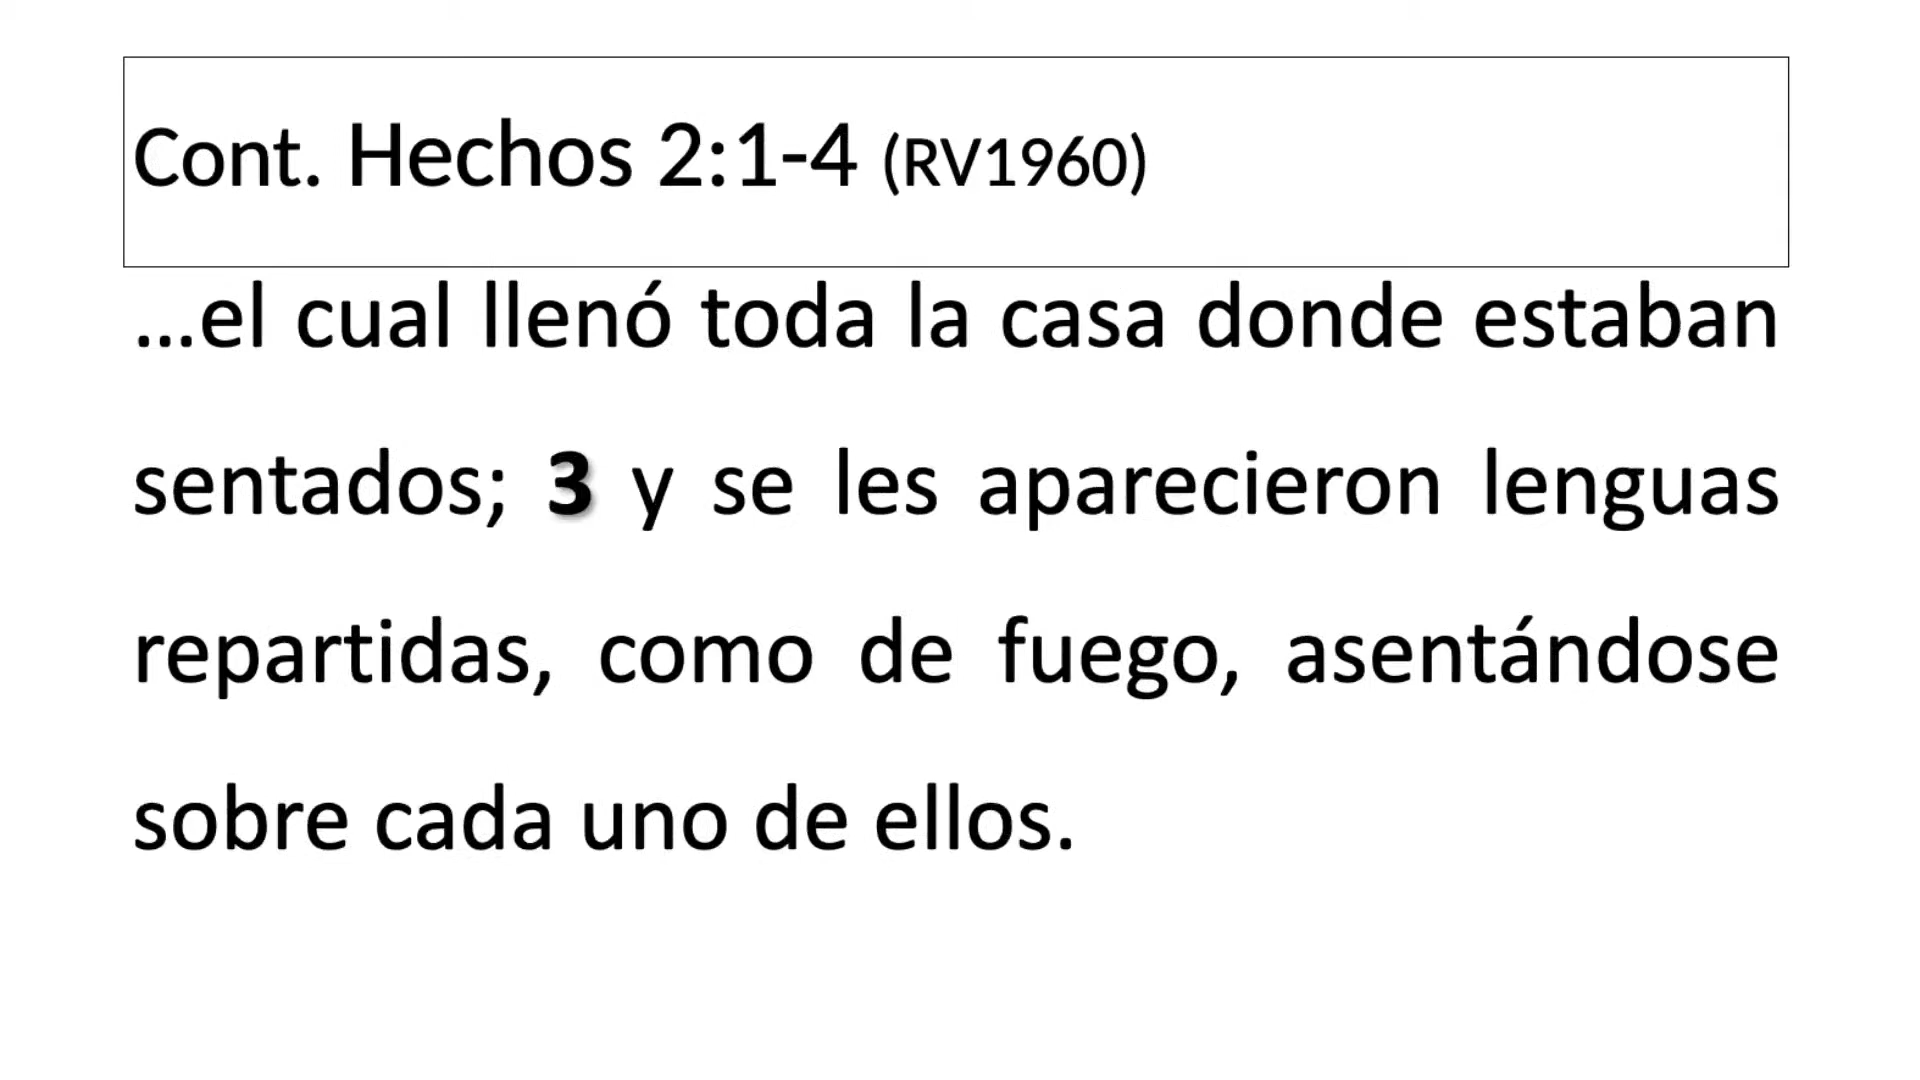 Cont. Hechos 2:1-4 (RV1960)
...el cual llenó toda la casa donde estaban
sentados; 3 y se les aparecieron lenguas
repartidas, como de fuego, asentándose
sobre cada uno de ellos.